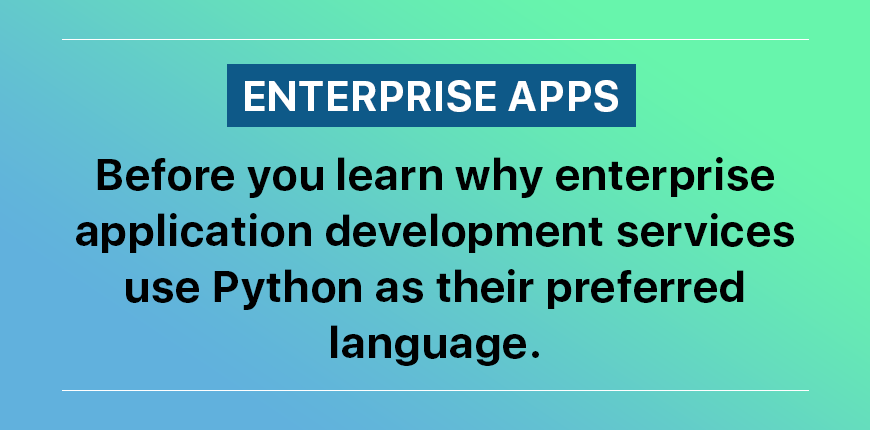 ENTERPRISE APPS
Before you learn why enterprise
application development services
use Python as their preferred
language.